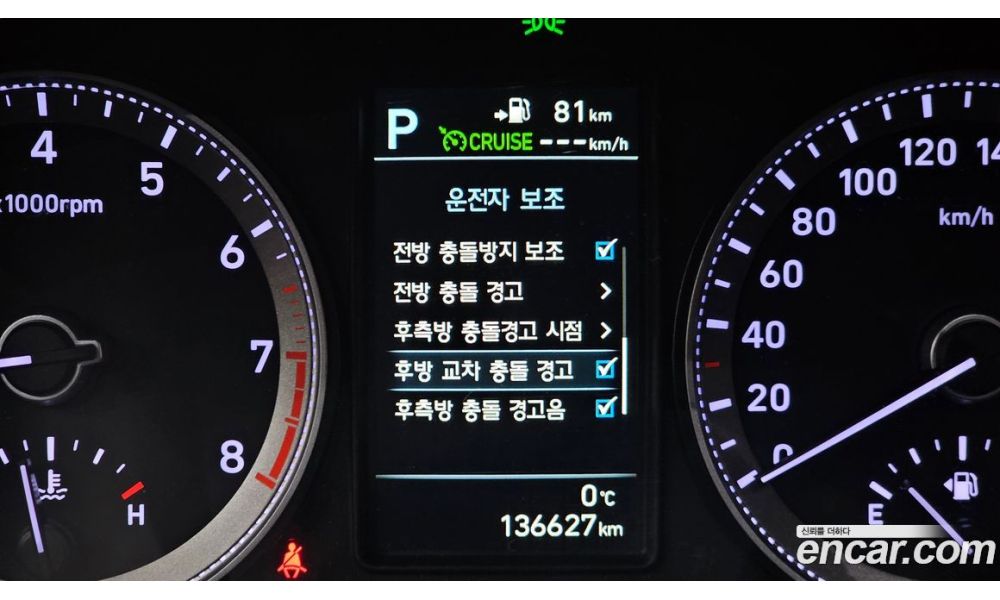 P
81 km
CRUISE ---km/h
운전자 보조
전방 충돌방지 보조
전방 충돌 경고
후측방 충돌경고 시점
후방 교차 충돌 경고
후측방 충돌 경고음
0℃
136627km
4
5
6
7
8
x1000rpm
H
0
20
40
60
80
100
120
14
km/h
E
신뢰를 더하다
encar.com